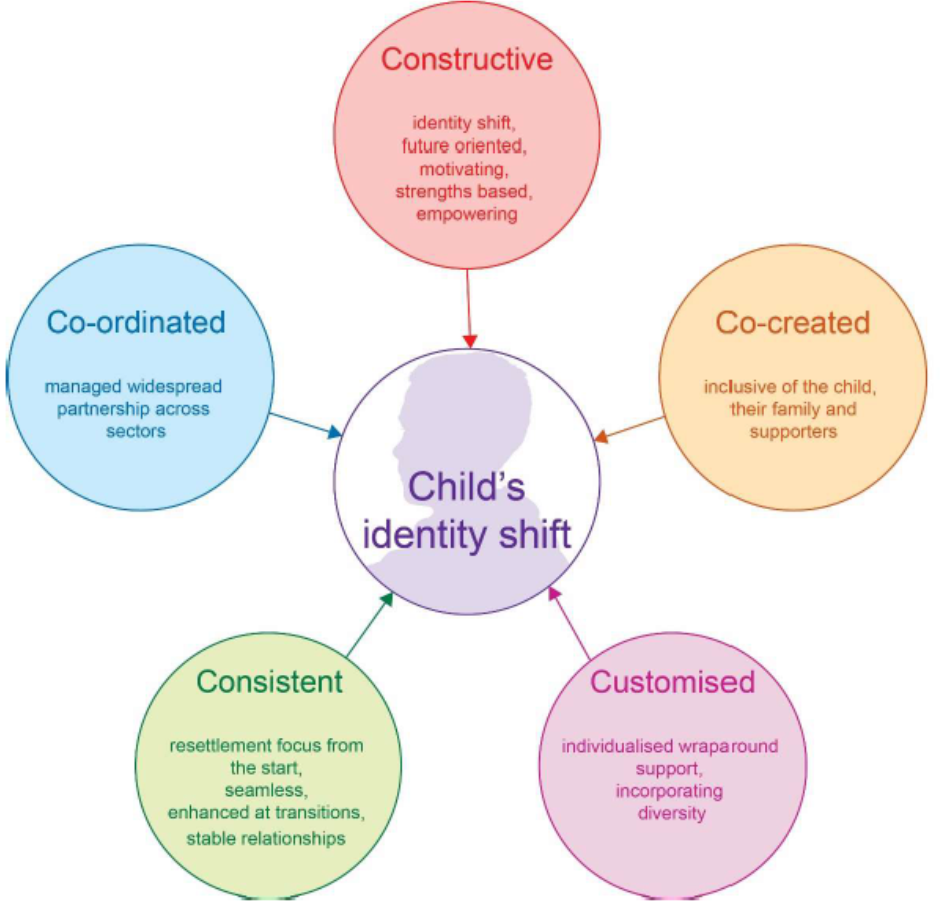 Constructive
identity shift,
future oriented,
motivating,
strengths based,
empowering
Co-ordinated
managed widespread
partnership across
sectors
Co-created
inclusive of the child,
their family and
supporters
Child's
identity shift
Consistent
resettlement focus from
the start,
seamless,
enhanced at transitions,
stable relationships
Customised
individualised wraparound
support,
incorporating
diversity